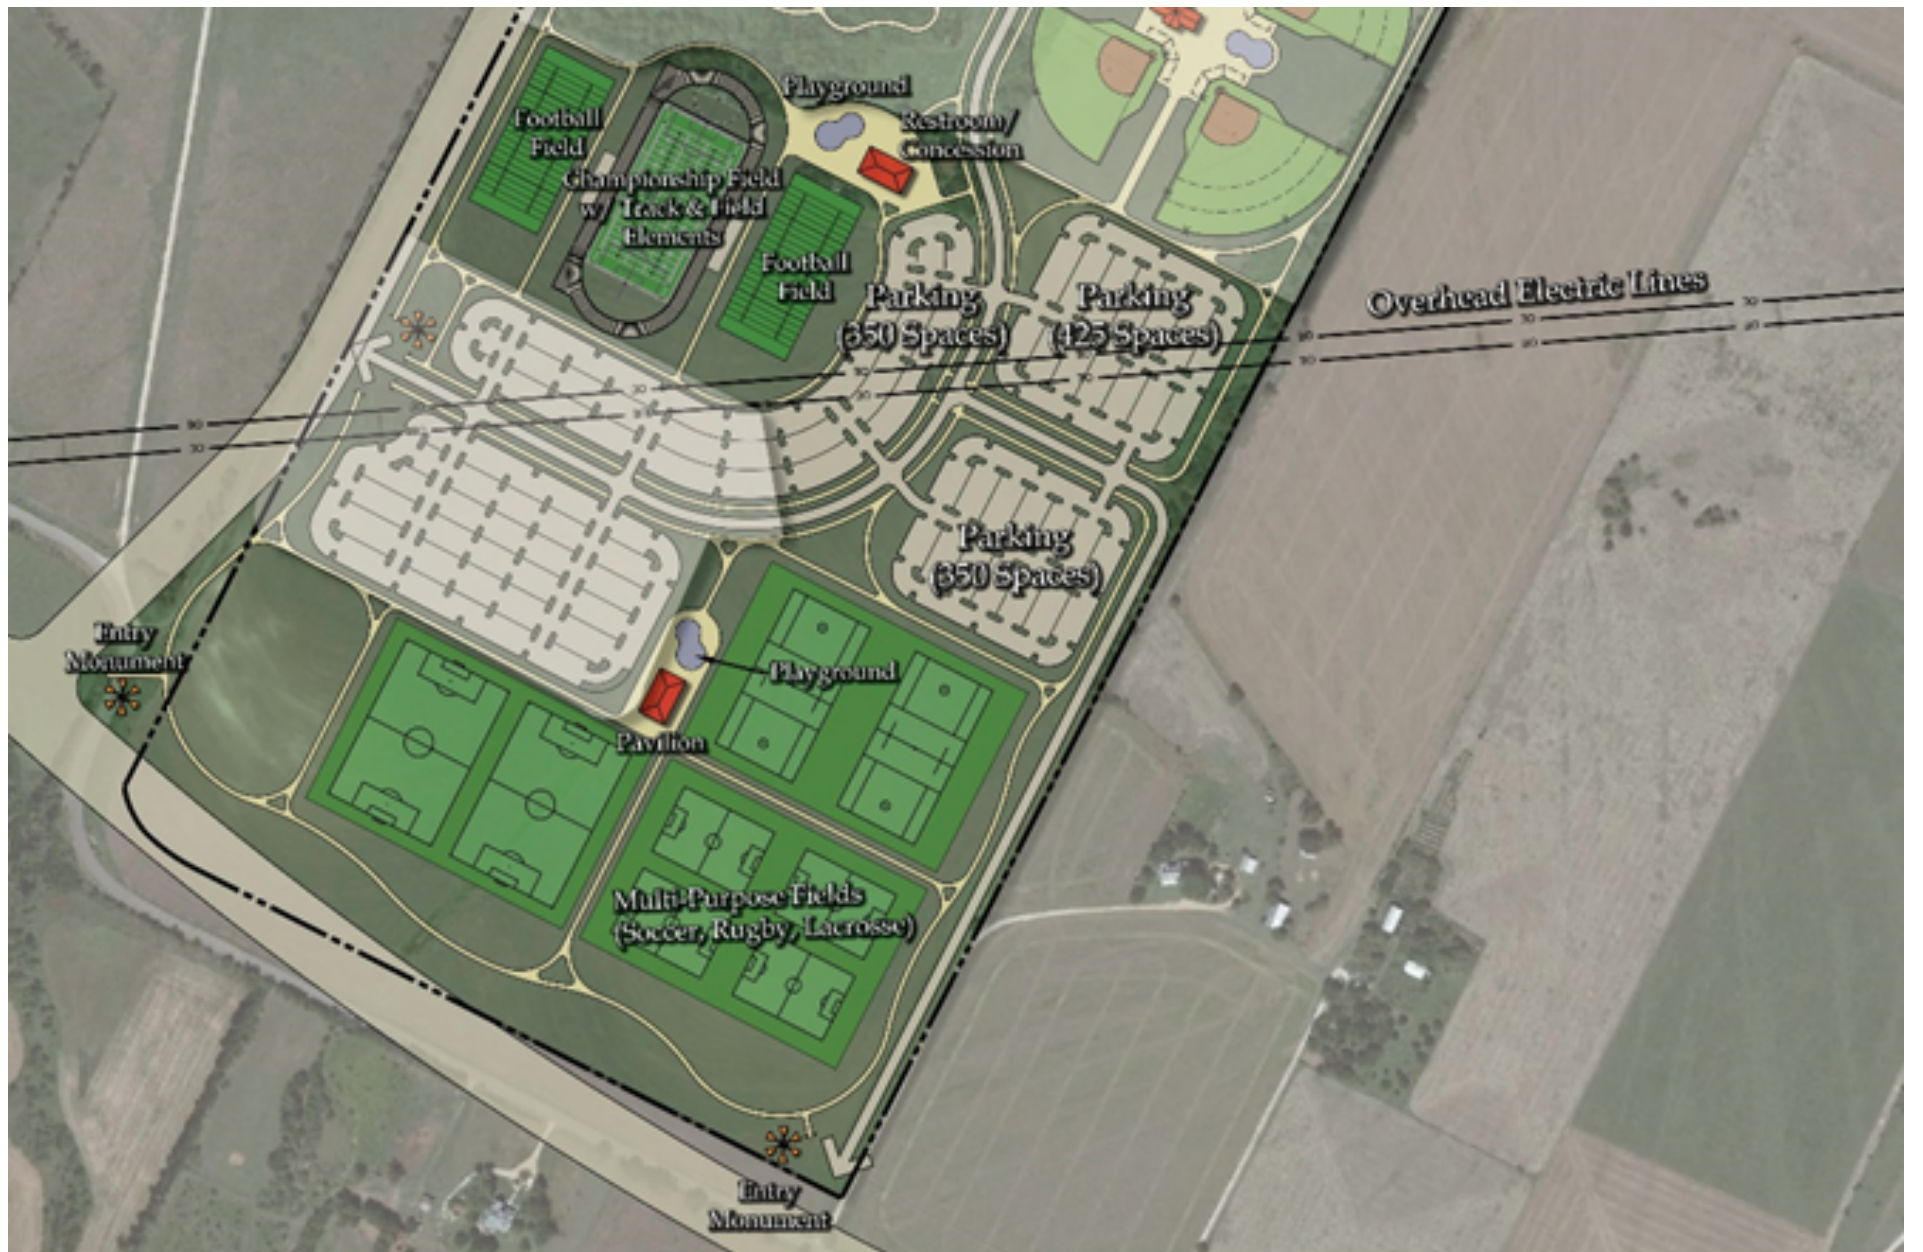 Playground
Football
Field
Restroom/
Concession
Championship Field
w/ Track & Field
Elements
Football
Field
Parking
(350 Spaces)
Parking
(425 Spaces)
Overhead Electric Lines
Parking
(350 Spaces)
Entry
Monument
Playground
Pavilion
Multi-Purpose Fields
(Soccer, Rugby, Lacrosse)
Entry
Monument